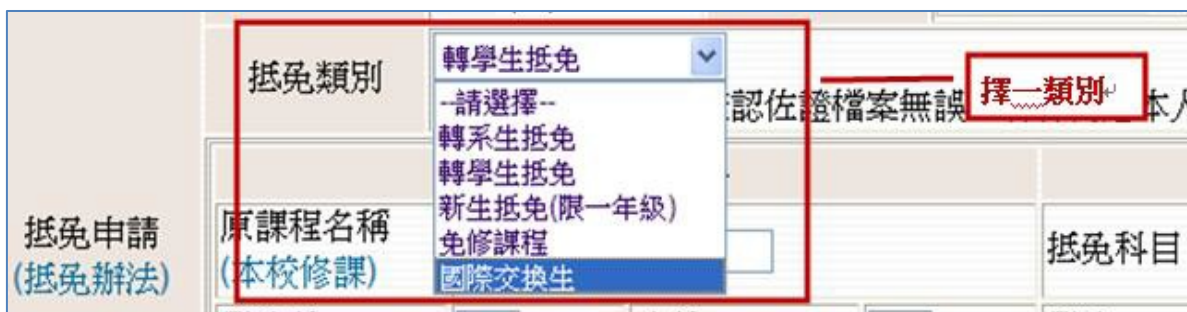 抵免類別
轉學生抵免
--請選擇--
轉系生抵免
轉學生抵免
新生抵免(限一年級)
免修課程
國際交換生
認佐證檔案無誤
本人
擇一類別
抵免申請
(抵免辦法)
原課程名稱
(本校修課)
抵免科目